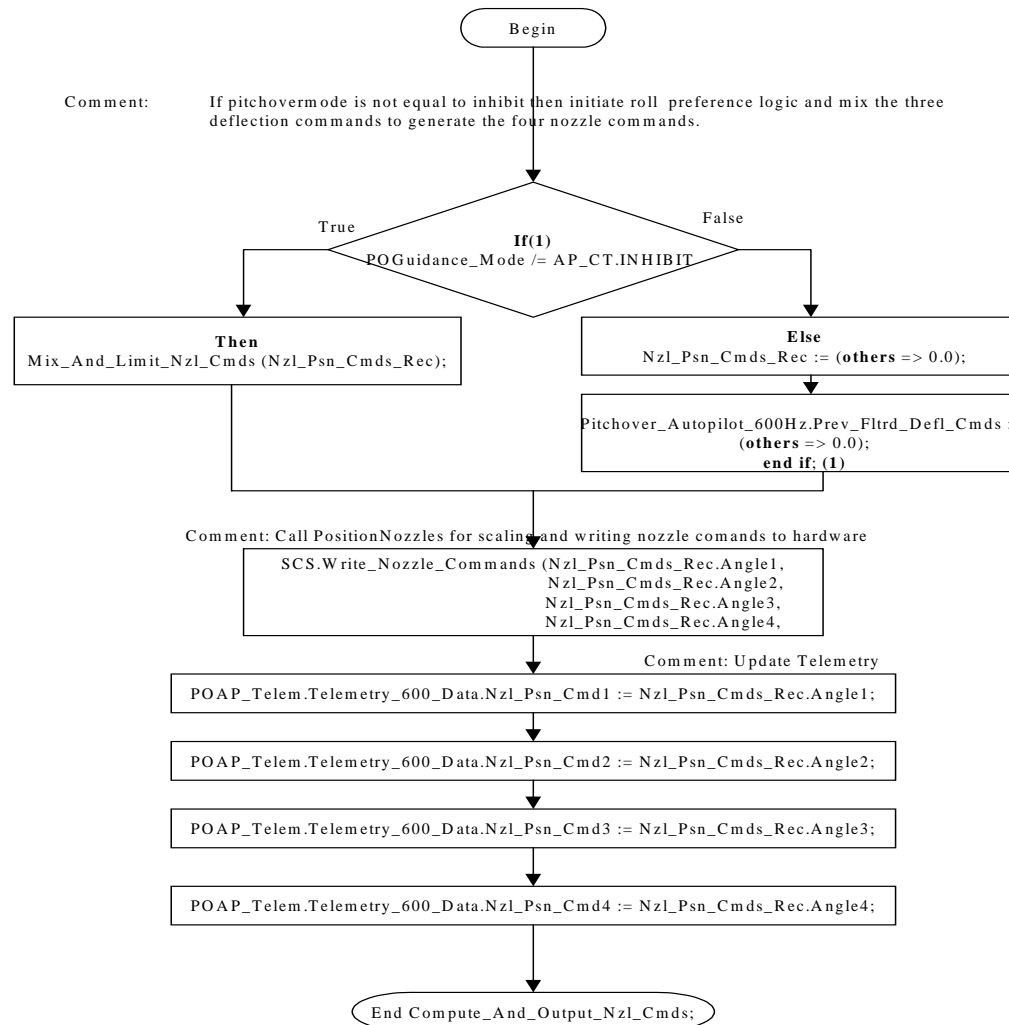 Begin
Comment: If pitchovermode is not equal to inhibit then initiate roll preference logic and mix the three
deflection commands to generate the four nozzle commands.
True
False
If(1)
POGuidance_Mode /= AP_CT.INHIBIT
Then
Mix_And_Limit_Nzl_Cmds (Nzl_Psn_Cmds_Rec);
Else
Nzl_Psn_Cmds_Rec := (others => 0.0);
Pitchover_Autopilot_600Hz.Prev_Fltrd_Defl_Cmds :
(others => 0.0);
end if; (1)
Comment: Call PositionNozzles for scaling and writing nozzle comands to hardware
SCS.Write_Nozzle_Commands (Nzl_Psn_Cmds_Rec.Angle1,
Nzl_Psn_Cmds_Rec.Angle2,
Nzl_Psn_Cmds_Rec.Angle3,
Nzl_Psn_Cmds_Rec.Angle4,
Comment: Update Telemetry
POAP_Telem.Telemetry_600_Data.Nzl_Psn_Cmd1 := Nzl_Psn_Cmds_Rec.Angle1;
POAP_Telem.Telemetry_600_Data.Nzl_Psn_Cmd2 := Nzl_Psn_Cmds_Rec.Angle2;
POAP_Telem.Telemetry_600_Data.Nzl_Psn_Cmd3 := Nzl_Psn_Cmds_Rec.Angle3;
POAP_Telem.Telemetry_600_Data.Nzl_Psn_Cmd4 := Nzl_Psn_Cmds_Rec.Angle4;
End Compute_And_Output_Nzl_Cmds;